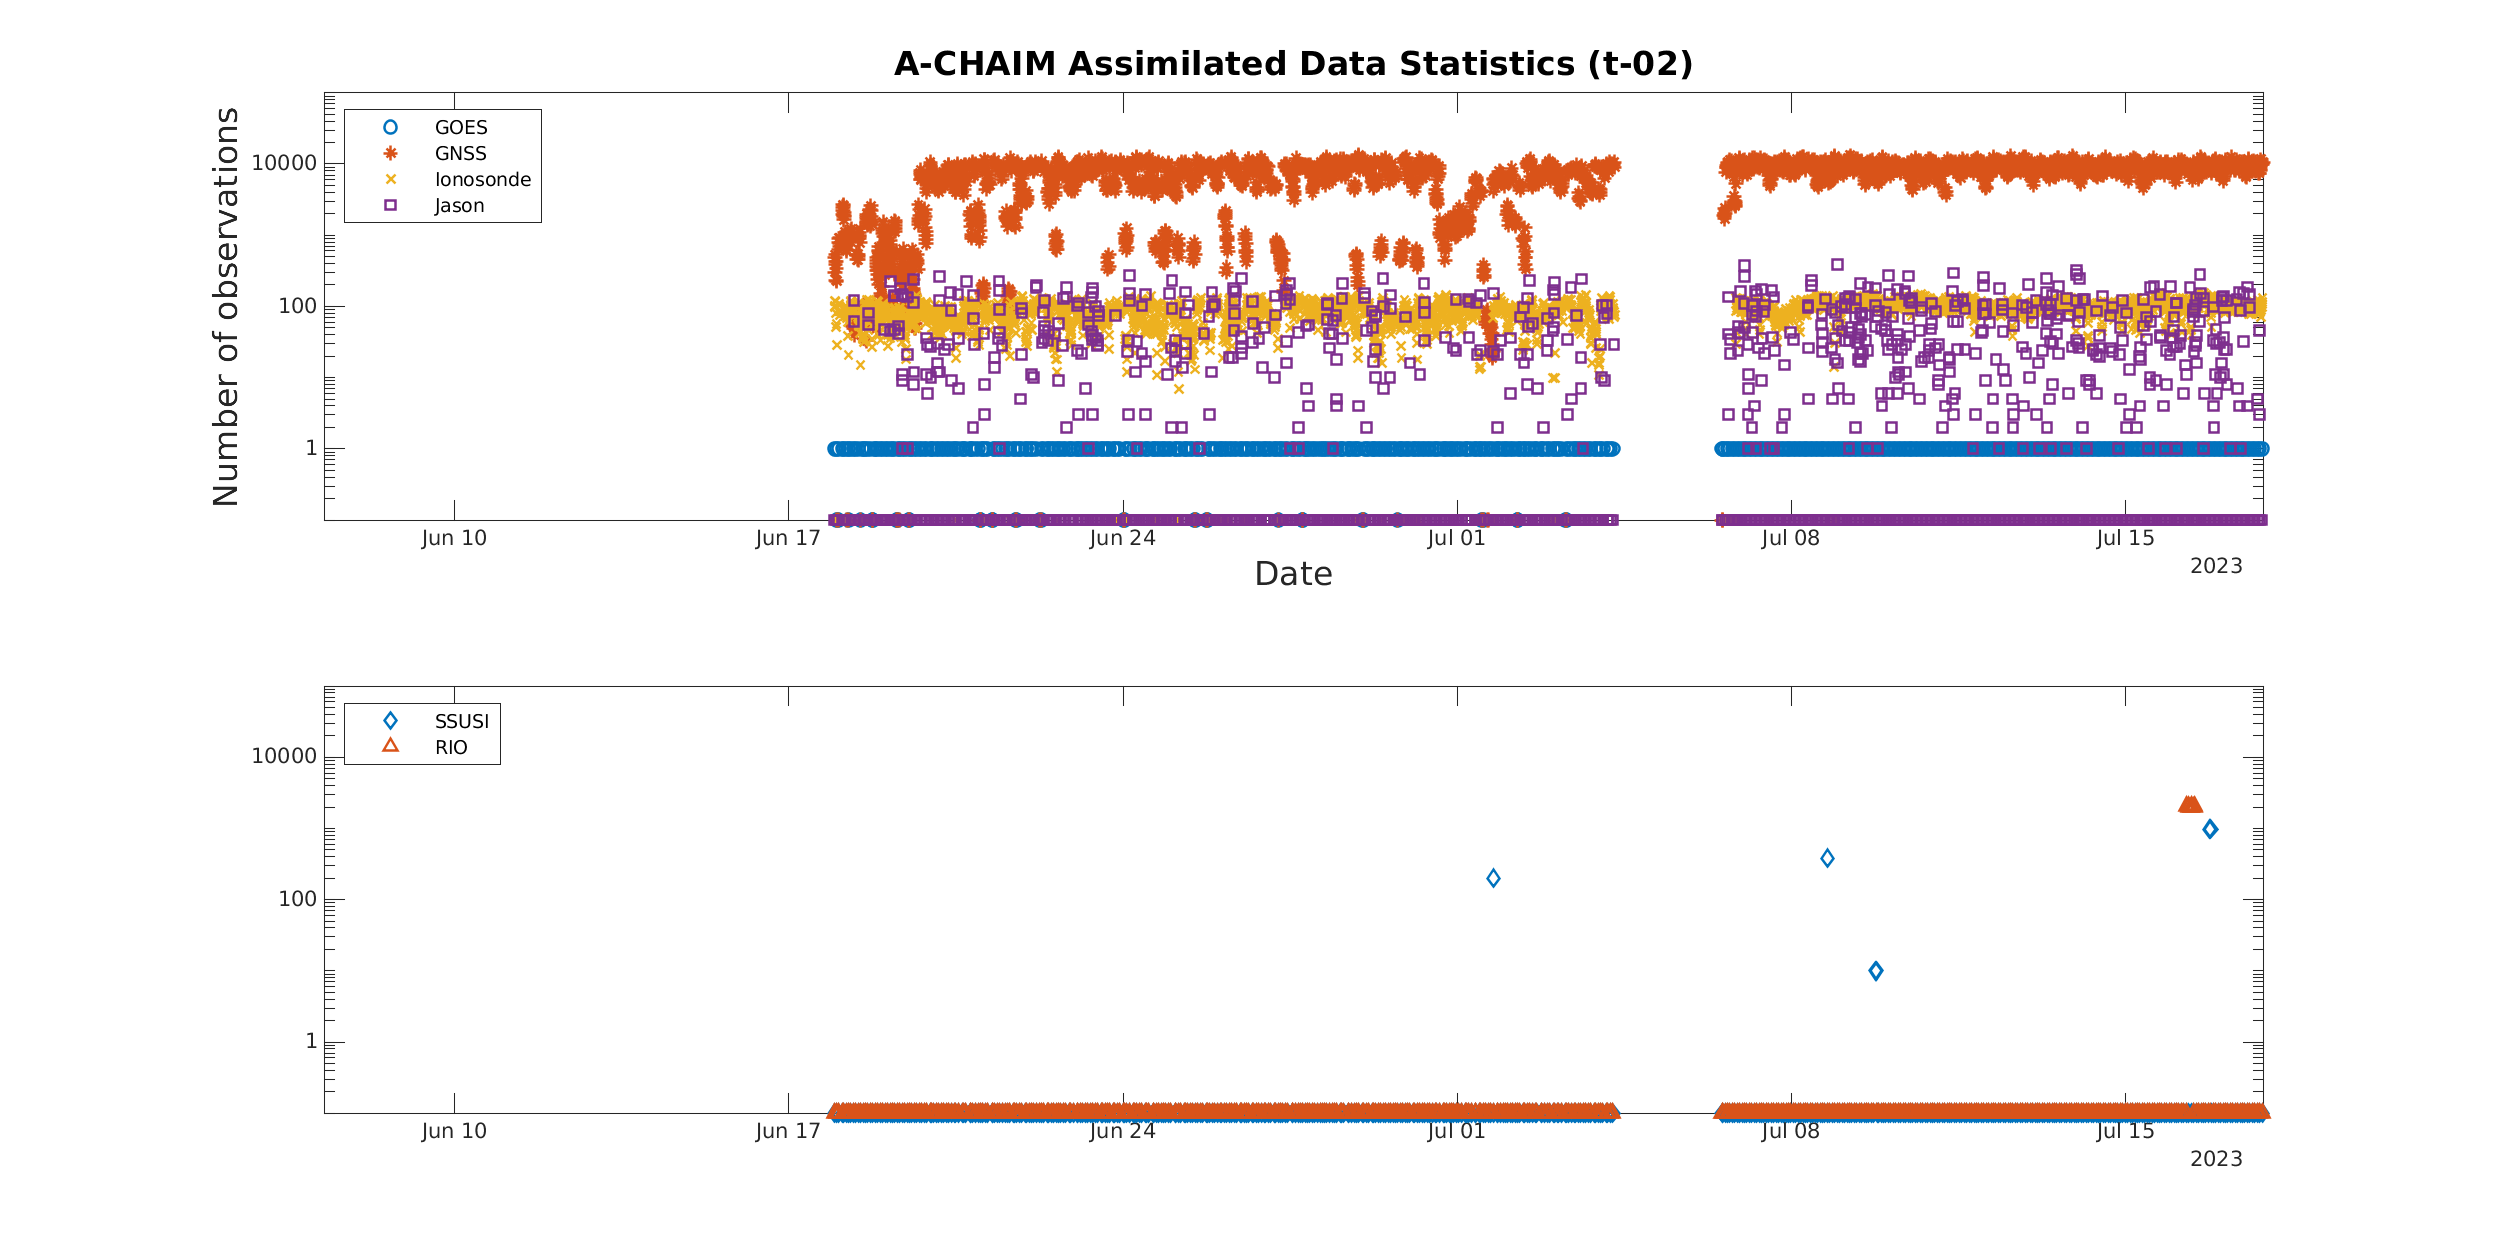 A-CHAIM Assimilated Data Statistics (t-02)
GOES
GNSS
Ionosonde
Jason
Number of observations
10000
100
1
Jun 10 Jun 17 Jun 24 Jul 01 Jul 08 Jul 15
2023
Date
SSUSI
RIO
10000
100
1
Jun 10 Jun 17 Jun 24 Jul 01 Jul 08 Jul 15
2023